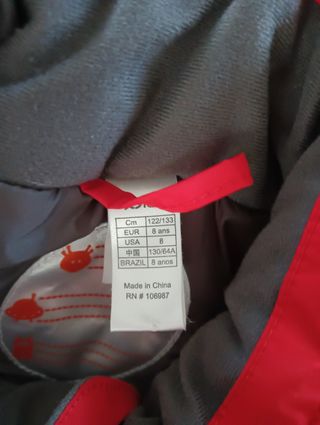 Cm 122/133
EUR 8 ans
USA 8
中国 130/64A
BRAZIL 8 anos
Made in China
RN # 106987